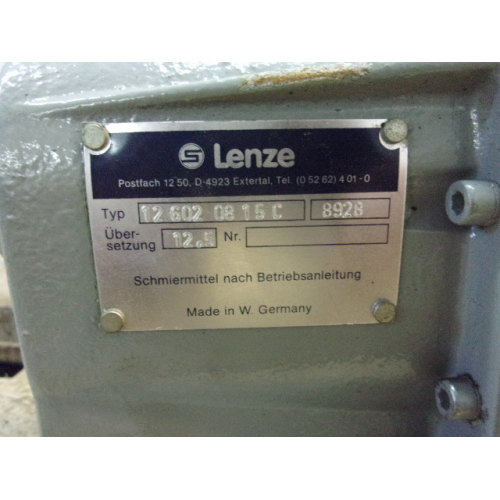 Lenze
Postfach 12 50, D-4923 Extertal, Tel. (0 52 62) 4 01-0
Typ 12 602 08 15 C 8928
Über-
setzung 12,5 Nr.
Schmiermittel nach Betriebsanleitung
Made in W. Germany